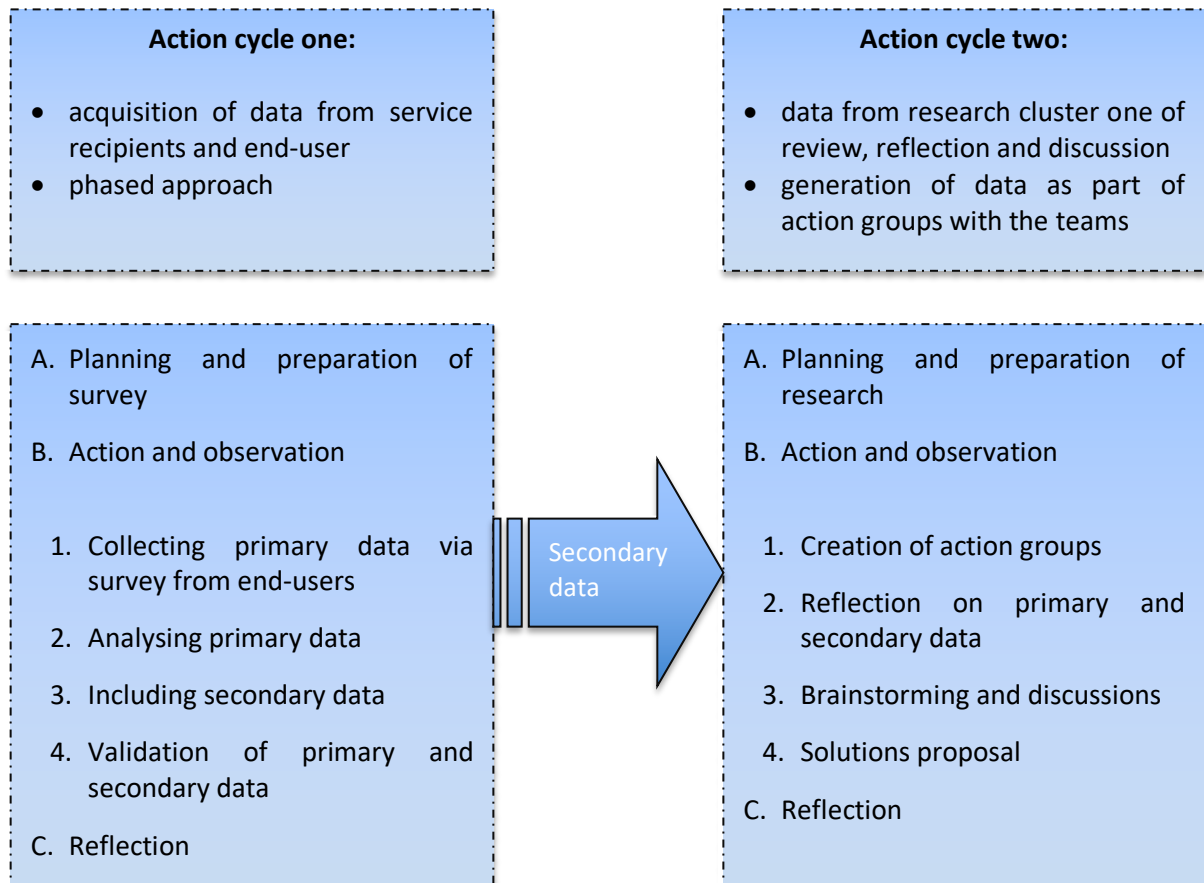 Action cycle one:
• acquisition of data from service
recipients and end-user
• phased approach
Action cycle two:
• data from research cluster one of
review, reflection and discussion
• generation of data as part of
action groups with the teams
A. Planning and preparation of
survey
B. Action and observation
1. Collecting primary data via
survey from end-users
2. Analysing primary data
3. Including secondary data
4. Validation of primary and
secondary data
C. Reflection
Secondary
data
A. Planning and preparation of
research
B. Action and observation
1. Creation of action groups
2. Reflection on primary and
secondary data
3. Brainstorming and discussions
4. Solutions proposal
C. Reflection